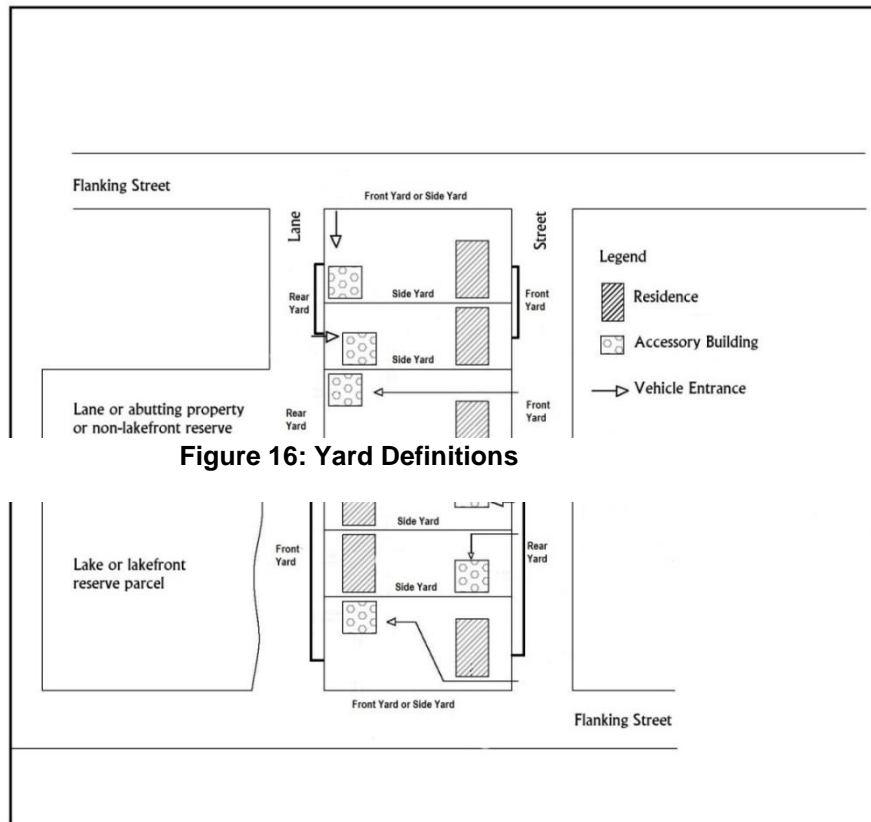 Flanking Street
Front Yard or Side Yard
Lane
Street
Legend
Residence
Accessory Building
Vehicle Entrance
Rear
Yard
Side Yard
Front
Yard
Side Yard
Lane or abutting property
or non-lakefront reserve
Rear
Yard
Front
Yard
Figure 16: Yard Definitions
Side Yard
Front
Yard
Rear
Yard
Lake or lakefront
reserve parcel
Side Yard
Front Yard or Side Yard
Flanking Street